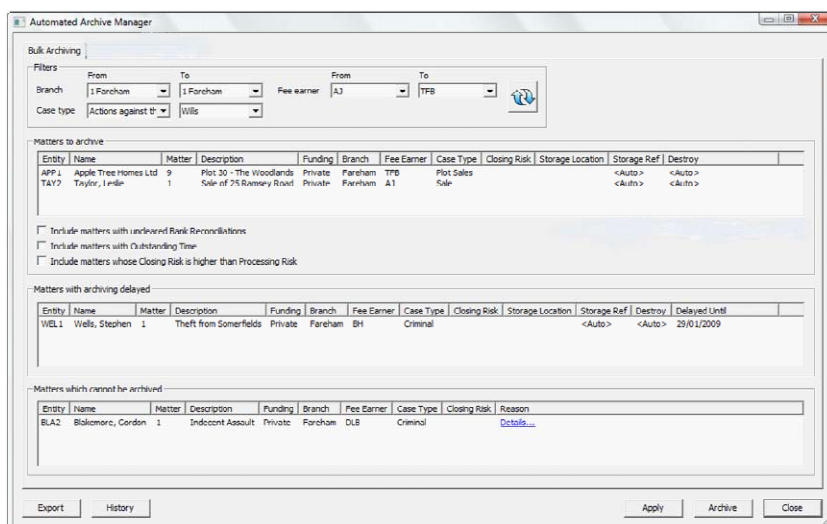 Automated Archive Manager
Bulk Archiving
Filters
From To From To
Branch 1 Fareham 1 Fareham Fee earner AJ TFB
Case type Actions against th Wills
Matters to archive
Entity Name Matter Description Funding Branch Fee Earner Case Type Closing Risk Storage Location Storage Ref Destroy
APP1 Apple Tree Homes Ltd 9 Plot 30 - The Woodlands Private Fareham TFB Plot Sales <Auto> <Auto>
TAY2 Taylor, Leslie 1 Sale of 25 Ramsey Road Private Fareham AJ Sale <Auto> <Auto>
Include matters with uncleared Bank Reconciliations
Include matters with Outstanding Time
Include matters whose Closing Risk is higher than Processing Risk
Matters with archiving delayed
Entity Name Matter Description Funding Branch Fee Earner Case Type Closing Risk Storage Location Storage Ref Destroy Delayed Until
WEL1 Wells, Stephen 1 Theft from Somerfields Private Fareham BH Criminal <Auto> <Auto> 29/01/2009
Matters which cannot be archived
Entity Name Matter Description Funding Branch Fee Earner Case Type Closing Risk Reason
BLA2 Blakemore, Gordon 1 Indecent Assault Private Fareham DLB Criminal Details...
Export History Apply Archive Close